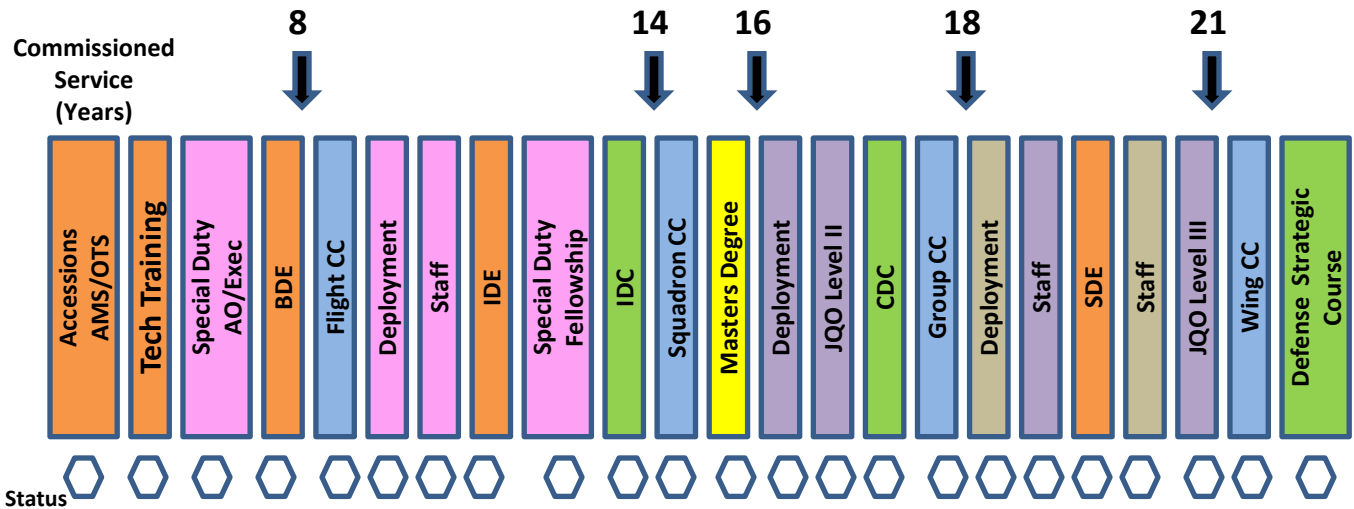 8
14
16
18
21
Commissioned
Service
(Years)
Accessions
AMS/OTS
Tech Training
Special Duty
AO/Exec
BDE
Flight CC
Deployment
Staff
IDE
Special Duty
Fellowship
IDC
Squadron CC
Masters Degree
Deployment
JQO Level II
CDC
Group CC
Deployment
Staff
SDE
Staff
JQO Level III
Wing CC
Defense Strategic
Course
Status